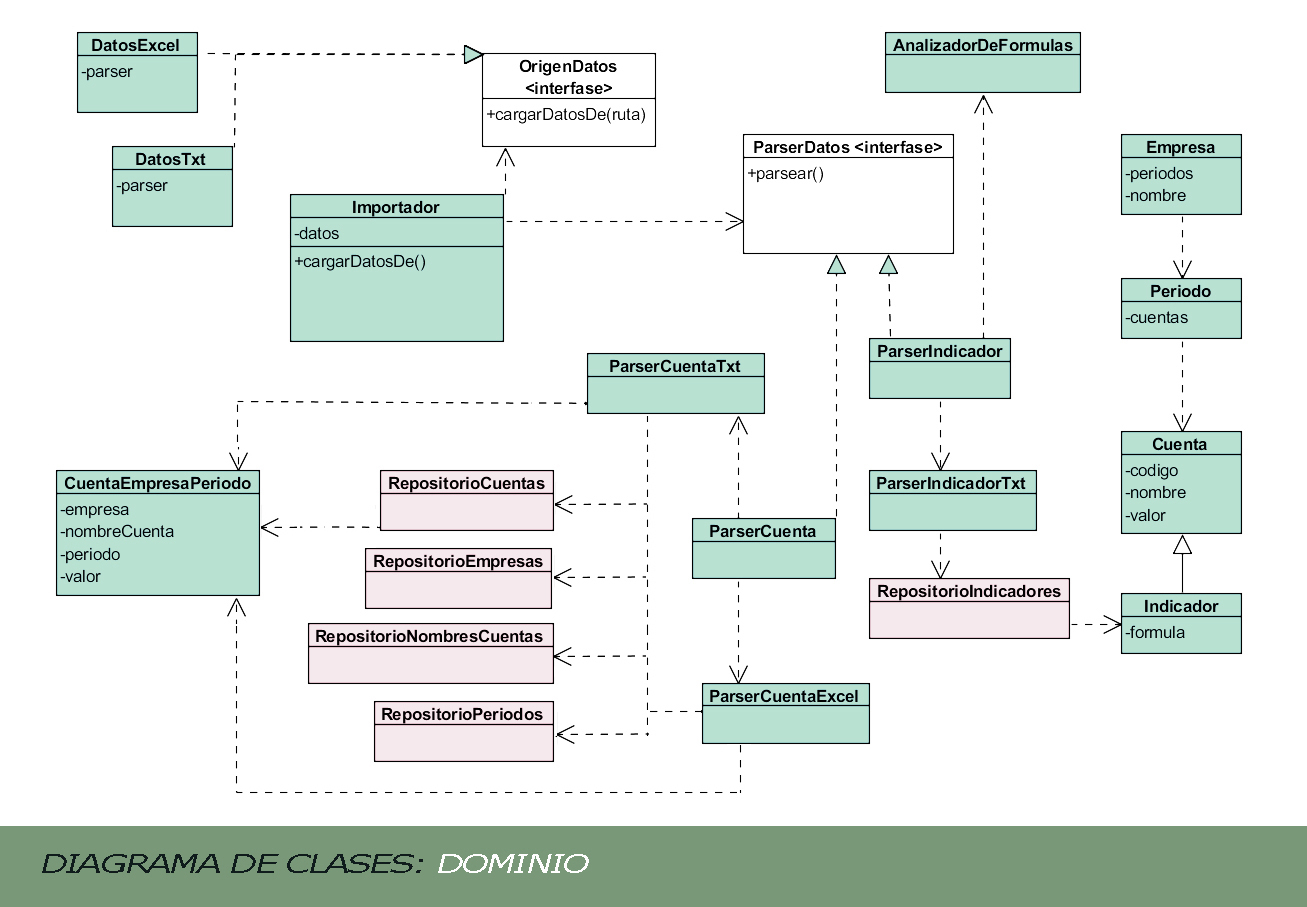 DatosExcel
-parser
DatosTxt
-parser
OrigenDatos
<interfase>
+cargarDatosDe(ruta)
Importador
-datos
+cargarDatosDe()
ParserDatos <interfase>
+parsear()
AnalizadorDeFormulas
Empresa
-periodos
-nombre
Periodo
-cuentas
ParserIndicador
ParserCuentaTxt
Cuenta
-codigo
-nombre
-valor
CuentaEmpresaPeriodo
-empresa
-nombreCuenta
-periodo
-valor
RepositorioCuentas
RepositorioEmpresas
RepositorioNombresCuentas
RepositorioPeriodos
ParserCuenta
ParserCuentaExcel
ParserIndicadorTxt
RepositorioIndicadores
Indicador
-formula
DIAGRAMA DE CLASES: DOMINIO